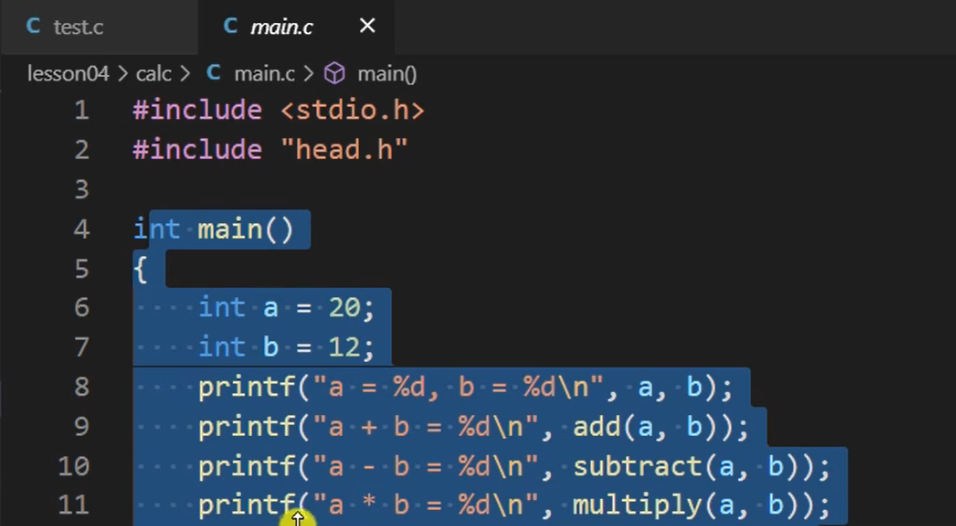 C test.c C main.c ×
lesson04 > calc > C main.c > main()
1 #include <stdio.h>
2 #include "head.h"
3
4 int main()
5 {
6     int a = 20;
7     int b = 12;
8     printf("a = %d, b = %d\n", a, b);
9     printf("a + b = %d\n", add(a, b));
10     printf("a - b = %d\n", subtract(a, b));
11     printf("a * b = %d\n", multiply(a, b));